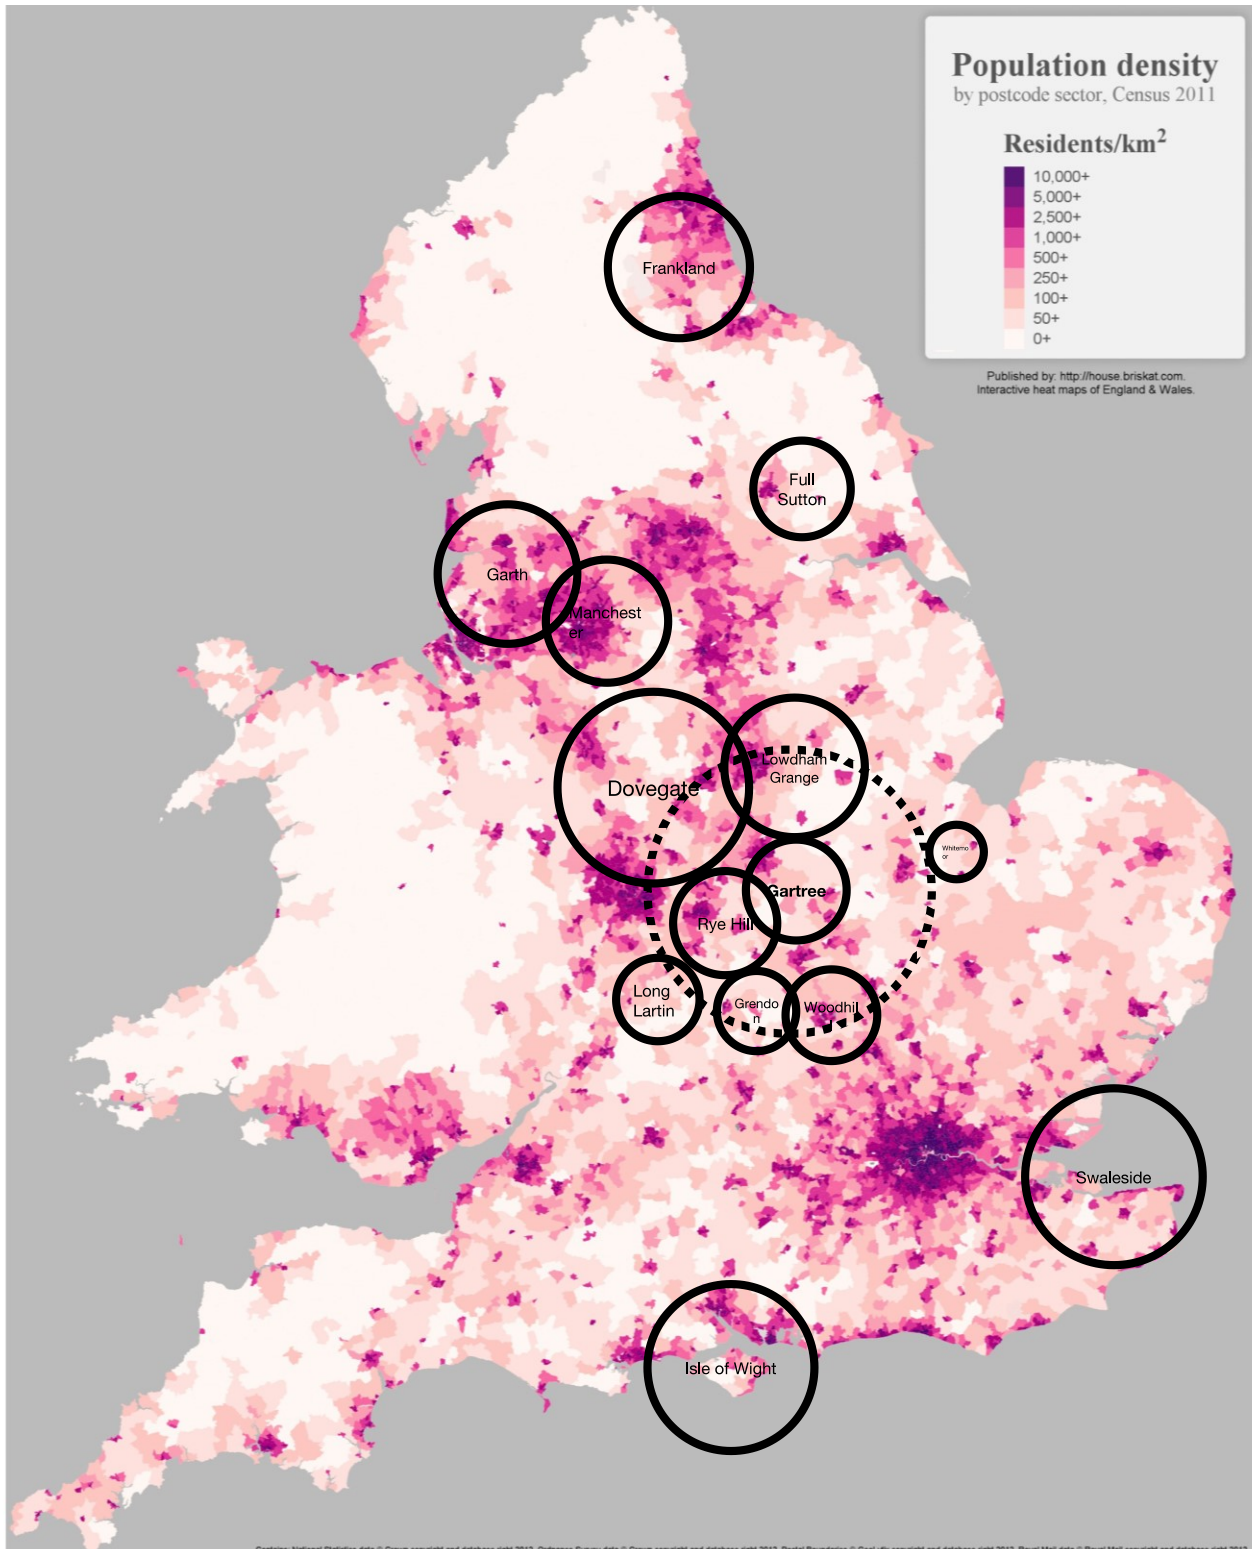 Population density
by postcode sector, Census 2011
Residents/km²
10,000+
5,000+
2,500+
1,000+
500+
250+
100+
50+
0+
Published by: http://house.briskat.com.
Interactive heat maps of England & Wales.
Frankland
Full
Sutton
Garth
Manchest
er
Lowdham
Grange
Dovegate
Whitemo
or
Gartree
Rye Hill
Long
Lartin
Grendo
n
Woodhil
Swaleside
Isle of Wight